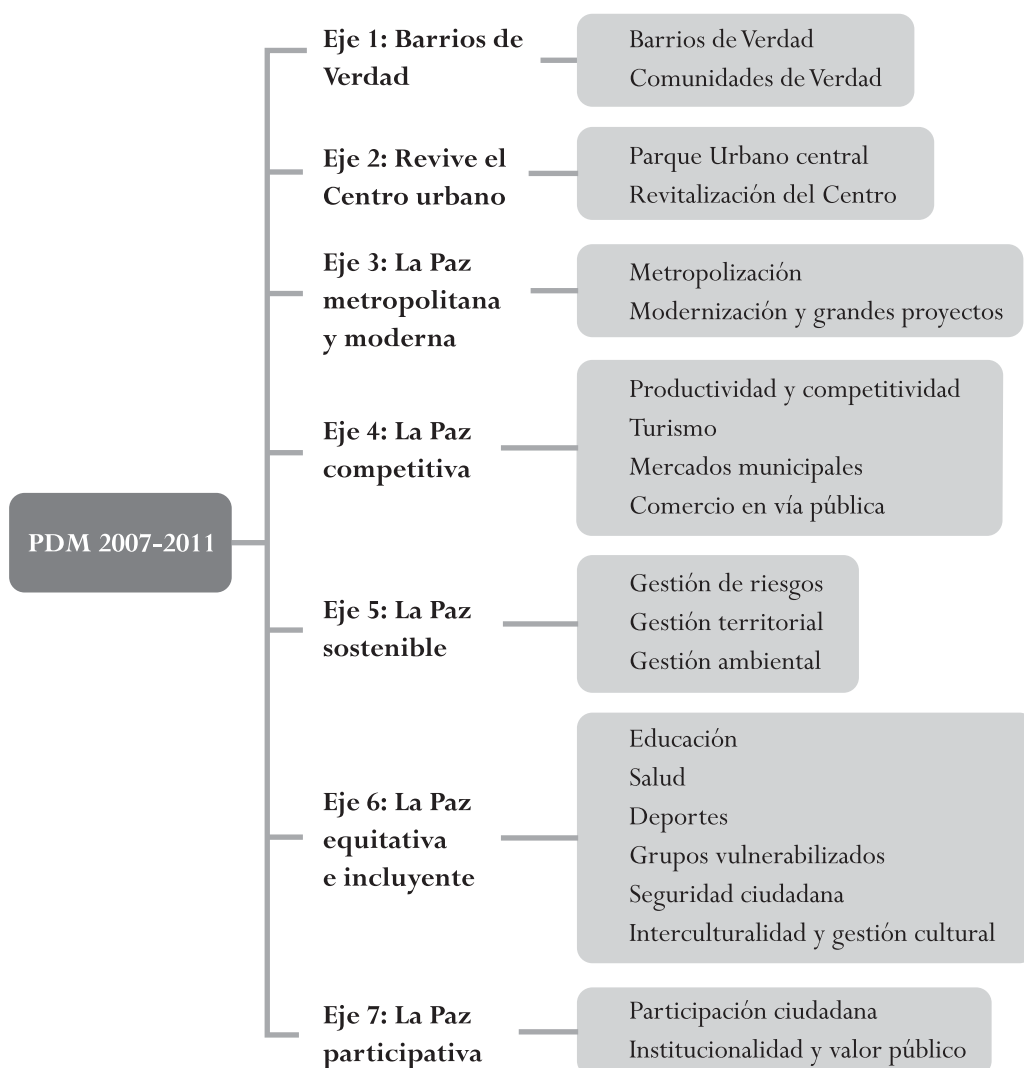 PDM 2007-2011
Eje 1: Barrios de
Verdad
Barrios de Verdad
Comunidades de Verdad
Eje 2: Revive el
Centro urbano
Parque Urbano central
Revitalización del Centro
Eje 3: La Paz
metropolitana
y moderna
Metropolización
Modernización y grandes proyectos
Eje 4: La Paz
competitiva
Productividad y competitividad
Turismo
Mercados municipales
Comercio en vía pública
Eje 5: La Paz
sostenible
Gestión de riesgos
Gestión territorial
Gestión ambiental
Eje 6: La Paz
equitativa
e incluyente
Educación
Salud
Deportes
Grupos vulnerabilizados
Seguridad ciudadana
Interculturalidad y gestión cultural
Eje 7: La Paz
participativa
Participación ciudadana
Institucionalidad y valor público